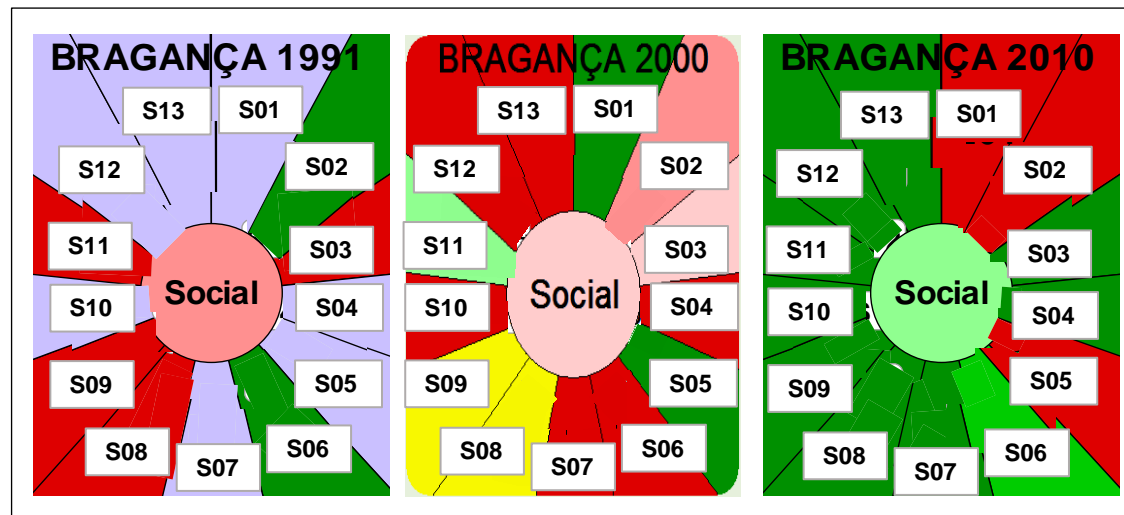 BRAGANÇA 1991
S13
S01
S12
S02
S11
S03
Social
S10
S04
S09
S05
S08
S07
S06
BRAGANÇA 2000
S13
S01
S12
S02
S11
S03
Social
S10
S04
S09
S05
S08
S07
S06
BRAGANÇA 2010
S13
S01
S12
S02
S11
S03
Social
S10
S04
S09
S05
S08
S07
S06